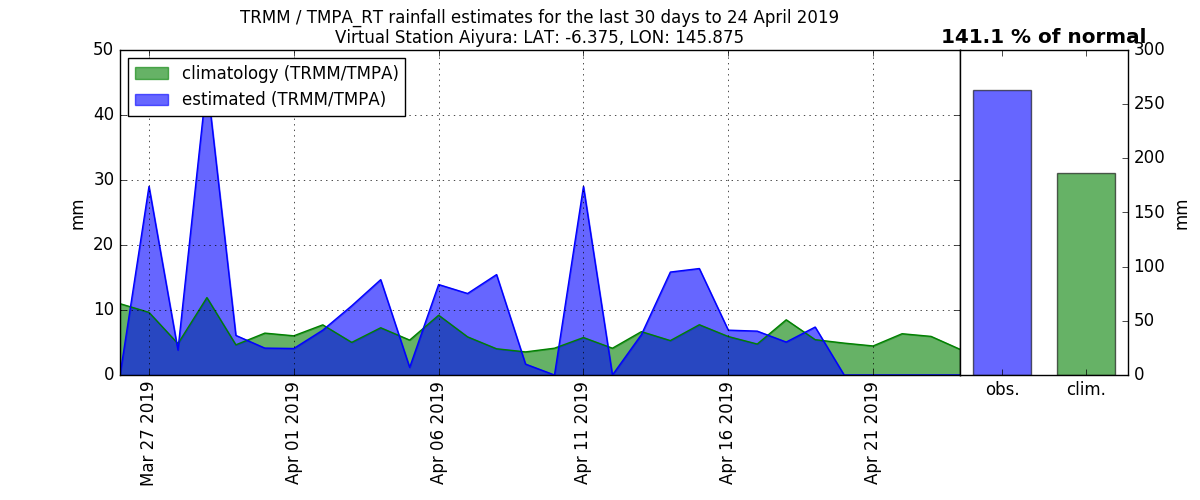 TRMM / TMPA_RT rainfall estimates for the last 30 days to 24 April 2019
Virtual Station Aiyura: LAT: -6.375, LON: 145.875
141.1 % of normal
climatology (TRMM/TMPA)
estimated (TRMM/TMPA)
50
40
30
20
10
0
mm
Mar 27 2019
Apr 01 2019
Apr 06 2019
Apr 11 2019
Apr 16 2019
Apr 21 2019
300
250
200
150
100
50
0
mm
obs.
clim.